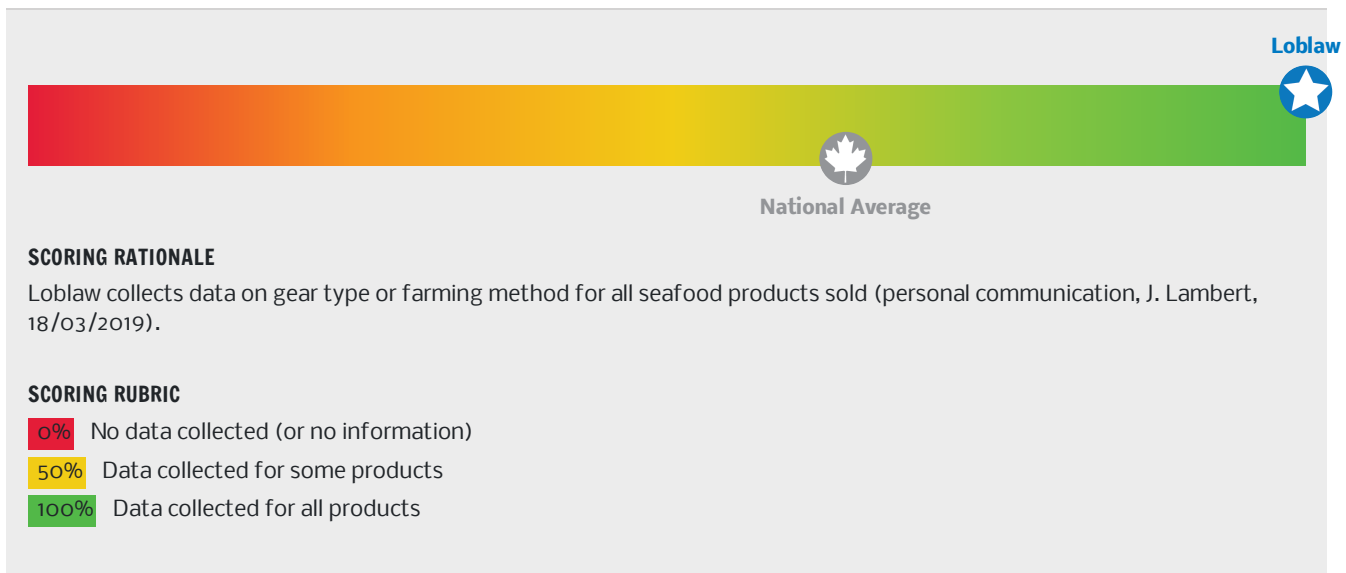 Loblaw
National Average
SCORING RATIONALE
Loblaw collects data on gear type or farming method for all seafood products sold (personal communication, J. Lambert,
18/03/2019).
SCORING RUBRIC
0% No data collected (or no information)
50% Data collected for some products
100% Data collected for all products